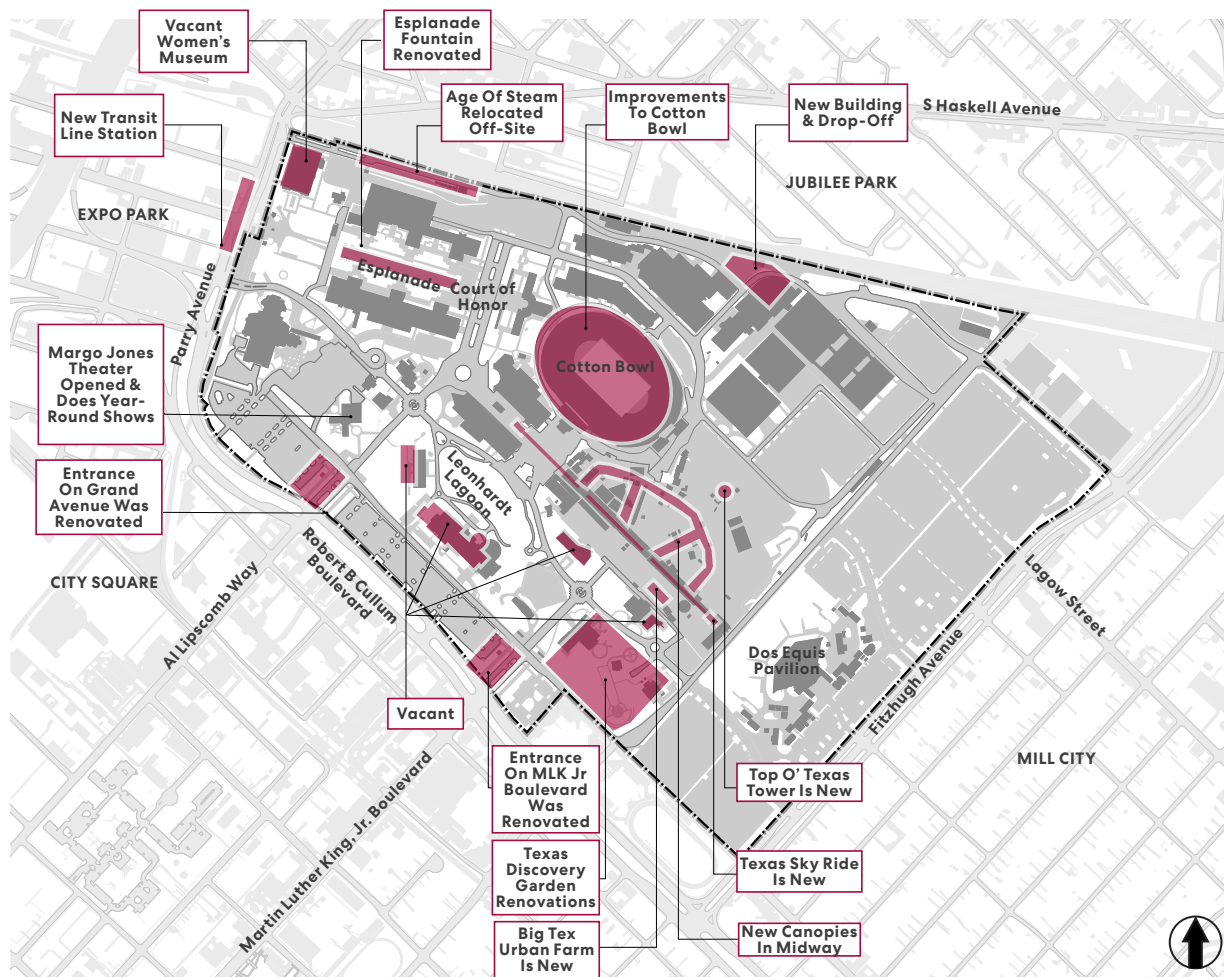 Vacant
Women's
Museum
Esplanade
Fountain
Renovated
Age Of Steam
Relocated
Off-Site
Improvements
To Cotton
Bowl
New Building
& Drop-Off
S Haskell Avenue
New Transit
Line Station
JUBILEE PARK
EXPO PARK
Esplanade
Court of
Honor
Parry Avenue
Margo Jones
Theater
Opened &
Does Year-
Round Shows
Cotton Bowl
Entrance
On Grand
Avenue Was
Renovated
Leonhardt
Lagoon
CITY SQUARE
Al Lipscomb Way
Robert B Cullum
Boulevard
Lagow Street
Dos Equis
Pavilion
Fitzhugh Avenue
Vacant
MILL CITY
Martin Luther King, Jr. Boulevard
Entrance
On MLK Jr
Boulevard
Was
Renovated
Top O' Texas
Tower Is New
Texas
Discovery
Garden
Renovations
Texas Sky Ride
Is New
Big Tex
Urban Farm
Is New
New Canopies
In Midway